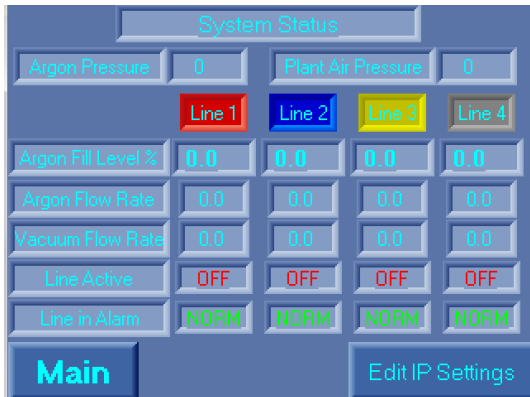 System Status
Argon Pressure 0 Plant Air Pressure 0
Line 1 Line 2 Line 3 Line 4
Argon Fill Level % 0.0 0.0 0.0 0.0
Argon Flow Rate 0.0 0.0 0.0 0.0
Vacuum Flow Rate 0.0 0.0 0.0 0.0
Line Active OFF OFF OFF OFF
Line in Alarm NORM NORM NORM NORM
Main Edit IP Settings